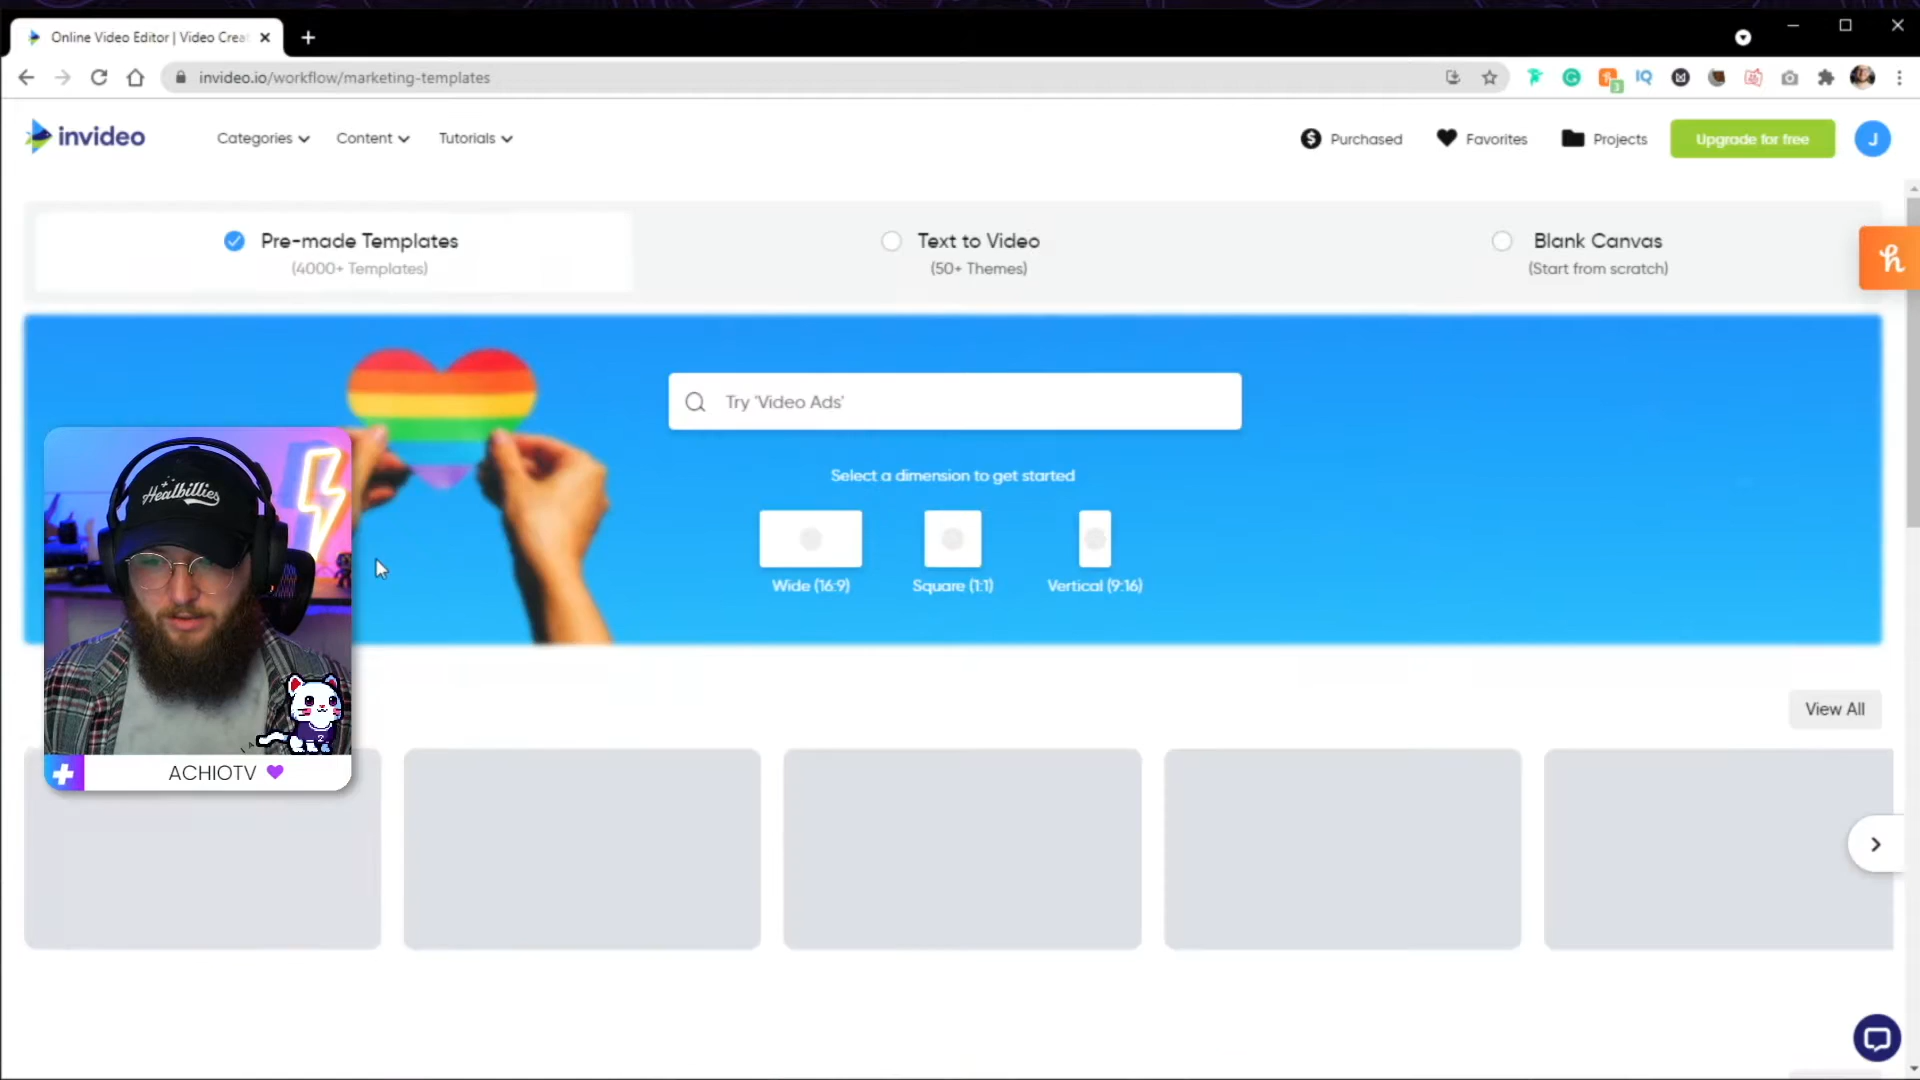 Online Video Editor | Video Crea
invideo.io/workflow/marketing-templates
IQ
3
invideo
Categories
Content
Tutorials
$
Purchased
Favorites
Projects
Upgrade for free
J
Pre-made Templates
(4000+ Templates)
Text to Video
(50+ Themes)
Blank Canvas
(Start from scratch)
h
Try 'Video Ads'
Select a dimension to get started
Wide (16:9)
Square (1:1)
Vertical (9:16)
Healbillies
ACHIOTV
View All